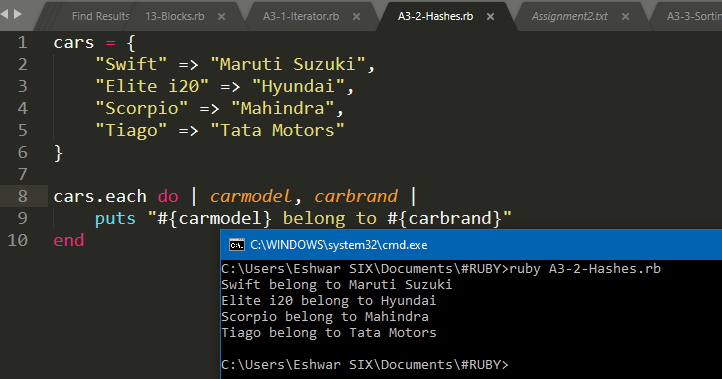 Find Results
13-Blocks.rb
A3-1-Iterator.rb
A3-2-Hashes.rb
Assignment2.txt
A3-3-Sortin
1 cars = {
2 "Swift" => "Maruti Suzuki",
3 "Elite i20" => "Hyundai",
4 "Scorpio" => "Mahindra",
5 "Tiago" => "Tata Motors"
6 }
7
8 cars.each do | carmodel, carbrand |
9 puts "#{carmodel} belong to #{carbrand}"
10 end
C:\WINDOWS\system32\cmd.exe
C:\Users\Eshwar SIX\Documents\#RUBY>ruby A3-2-Hashes.rb
Swift belong to Maruti Suzuki
Elite i20 belong to Hyundai
Scorpio belong to Mahindra
Tiago belong to Tata Motors
C:\Users\Eshwar SIX\Documents\#RUBY>